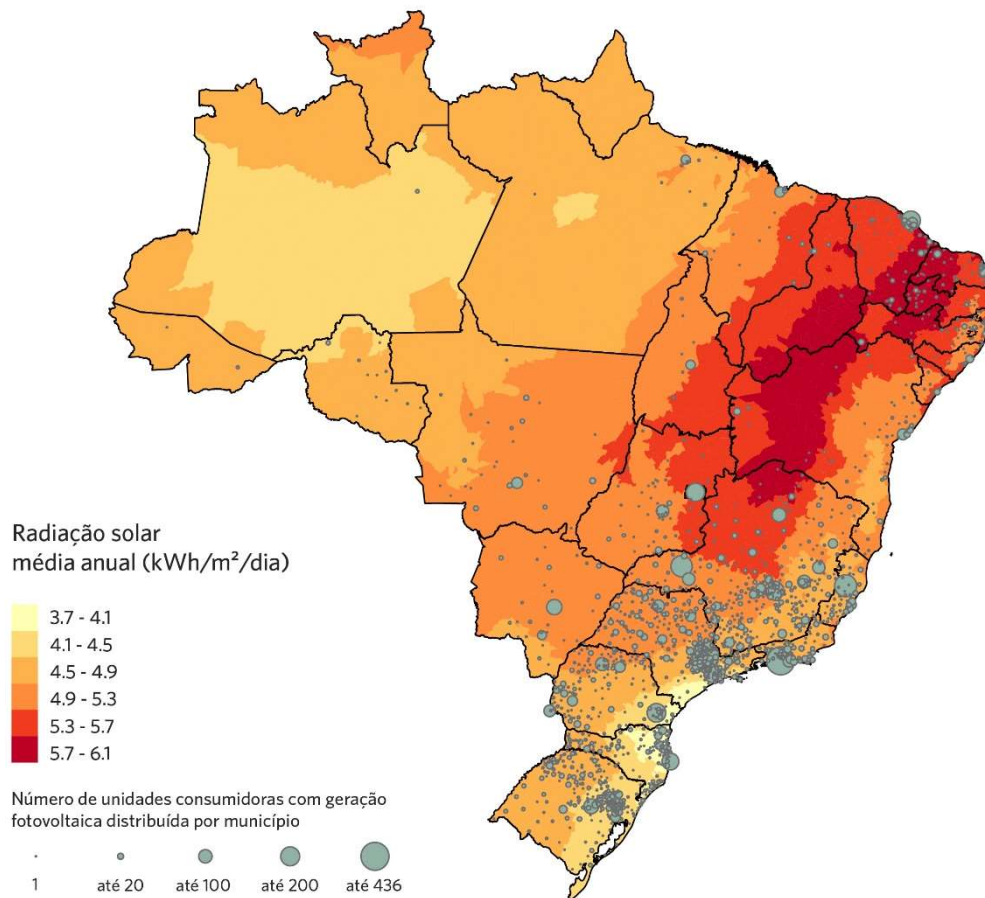 Radiação solar
média anual (kWh/m²/dia)
3.7 - 4.1
4.1 - 4.5
4.5 - 4.9
4.9 - 5.3
5.3 - 5.7
5.7 - 6.1
Número de unidades consumidoras com geração
fotovoltaica distribuída por município
1 até 20 até 100 até 200 até 436